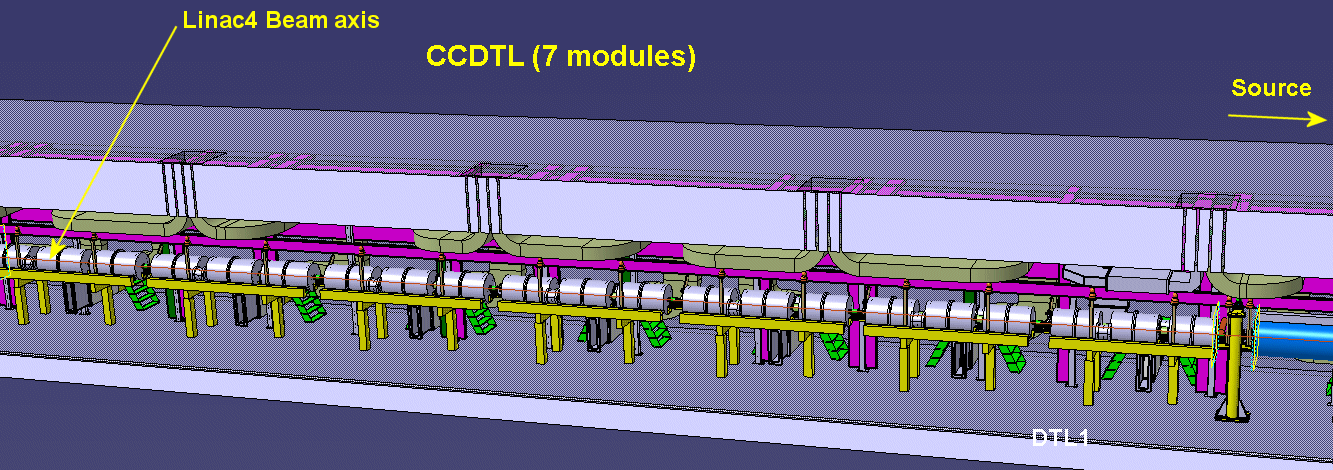 Linac4 Beam axis
CCDTL (7 modules)
Source
DTL1